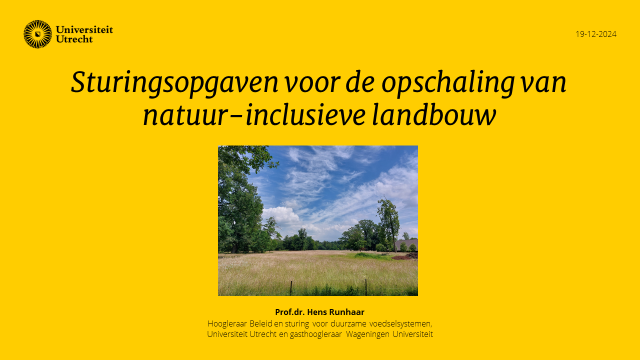 Universiteit
Utrecht
19-12-2024
Sturingsopgaven voor de opschaling van
natuur-inclusieve landbouw
Prof.dr. Hens Runhaar
Hoogleraar Beleid en sturing voor duurzame voedselsystemen.
Universiteit Utrecht en gasthoogleraar Wageningen Universiteit